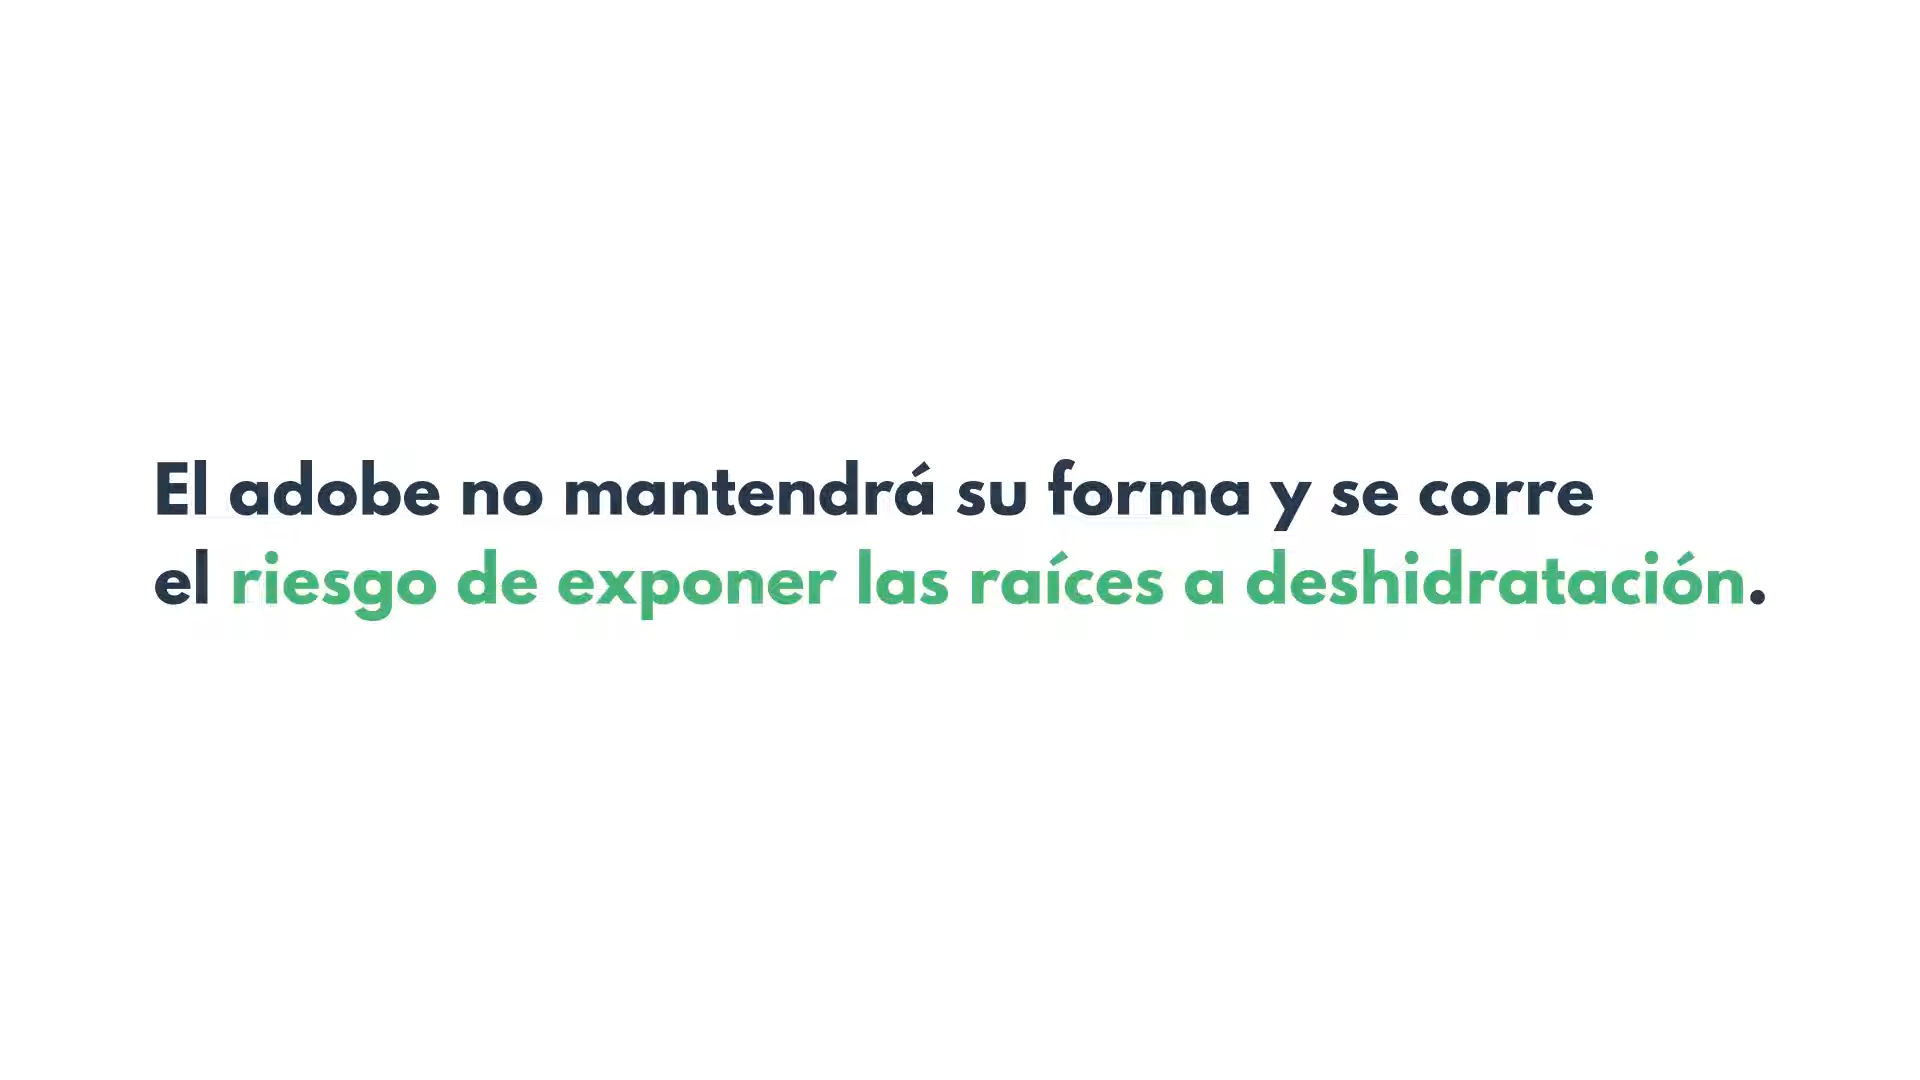 El adobe no mantendrá su forma y se corre
el riesgo de exponer las raíces a deshidratación.